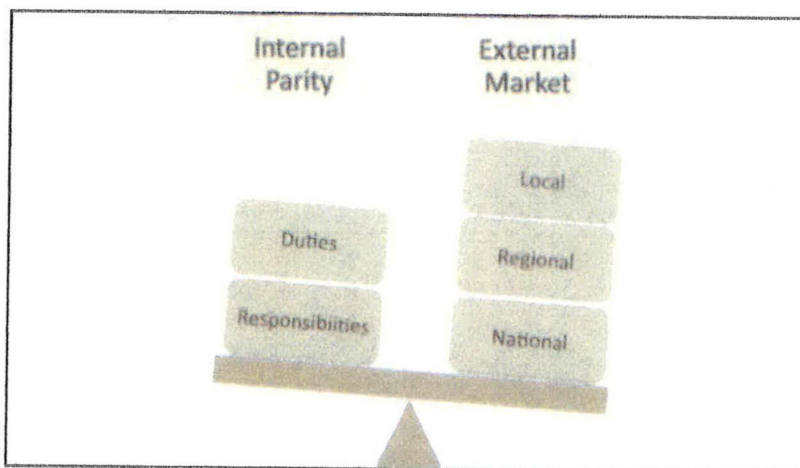 Internal
Parity
External
Market
Duties
Responsibilities
Local
Regional
National